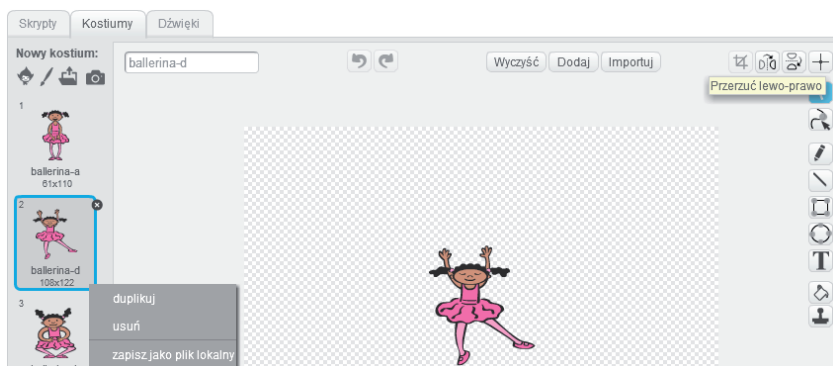 Skrypty Kostiumy Dźwięki
Nowy kostium:
ballerina-d
Wyczyść Dodaj Importuj
Przerzuć lewo-prawo
1
ballerina-a
61x110
2
ballerina-d
108x122
3
duplikuj
usuń
zapisz jako plik lokalny
T